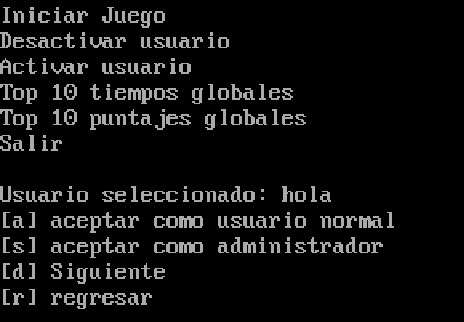 Iniciar Juego
Desactivar usuario
Activar usuario
Top 10 tiempos globales
Top 10 puntajes globales
Salir
Usuario seleccionado: hola
[a] aceptar como usuario normal
[s] aceptar como administrador
[d] Siguiente
[r] regresar